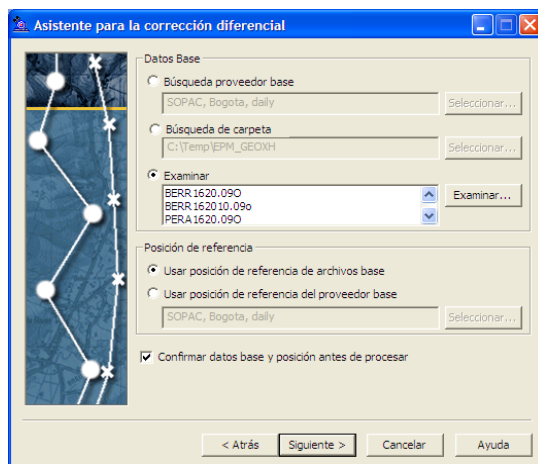 Asistente para la corrección diferencial
Datos Base
Búsqueda proveedor base
SOPAC, Bogota, daily
Seleccionar...
Búsqueda de carpeta
C:\Temp\EPM_GEOXH
Seleccionar...
Examinar
BERR1620.09O
BERR162010.09o
PERA1620.09O
Examinar...
Posición de referencia
Usar posición de referencia de archivos base
Usar posición de referencia del proveedor base
SOPAC, Bogota, daily
Seleccionar...
Confirmar datos base y posición antes de procesar
< Atrás
Siguiente >
Cancelar
Ayuda